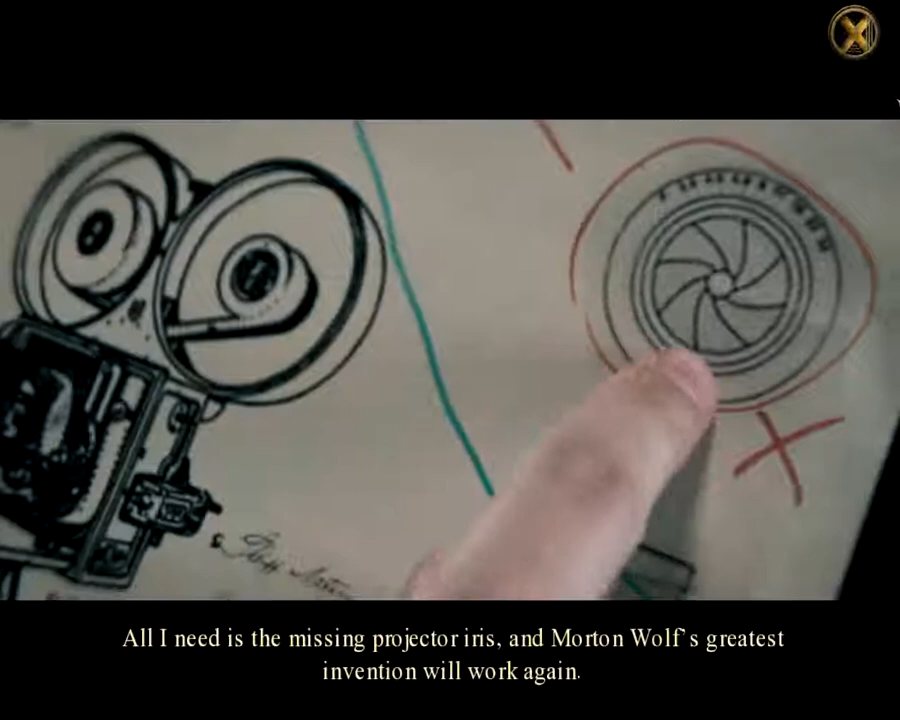 All I need is the missing projector iris, and Morton Wolf's greatest
invention will work again.